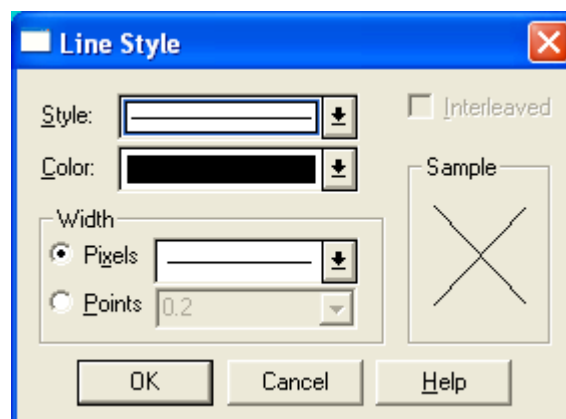 Line Style
Style:
Interleaved
Color:
Sample
Width
Pixels
Points 0.2
OK Cancel Help